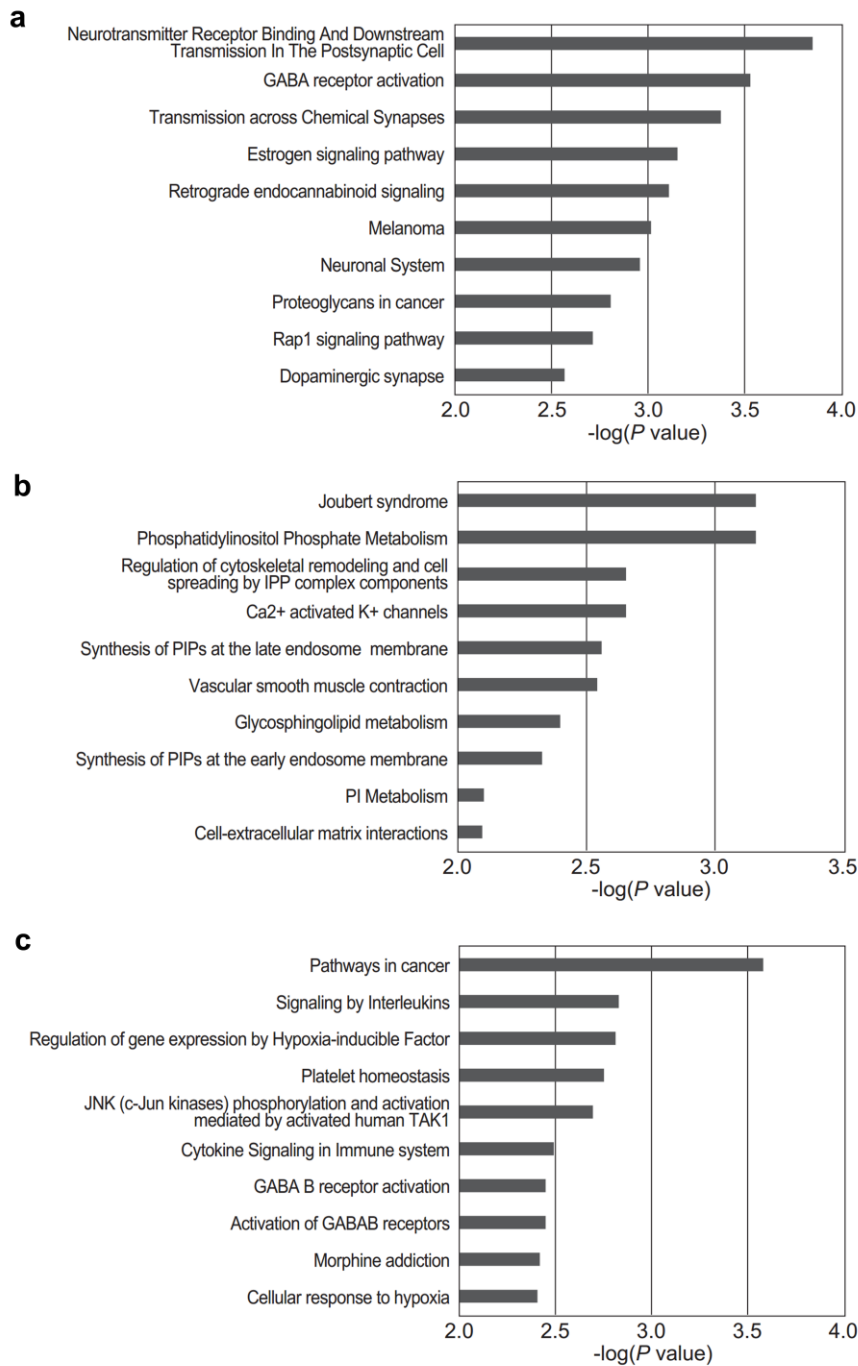 a
Neurotransmitter Receptor Binding And Downstream
Transmission In The Postsynaptic Cell
GABA receptor activation
Transmission across Chemical Synapses
Estrogen signaling pathway
Retrograde endocannabinoid signaling
Melanoma
Neuronal System
Proteoglycans in cancer
Rap1 signaling pathway
Dopaminergic synapse
2.0 2.5 3.0 3.5 4.0
-log(P value)
b
Joubert syndrome
Phosphatidylinositol Phosphate Metabolism
Regulation of cytoskeletal remodeling and cell
spreading by IPP complex components
Ca2+ activated K+ channels
Synthesis of PIPs at the late endosome membrane
Vascular smooth muscle contraction
Glycosphingolipid metabolism
Synthesis of PIPs at the early endosome membrane
PI Metabolism
Cell-extracellular matrix interactions
2.0 2.5 3.0 3.5
-log(P value)
c
Pathways in cancer
Signaling by Interleukins
Regulation of gene expression by Hypoxia-inducible Factor
Platelet homeostasis
JNK (c-Jun kinases) phosphorylation and activation
mediated by activated human TAK1
Cytokine Signaling in Immune system
GABA B receptor activation
Activation of GABAB receptors
Morphine addiction
Cellular response to hypoxia
2.0 2.5 3.0 3.5 4.0
-log(P value)